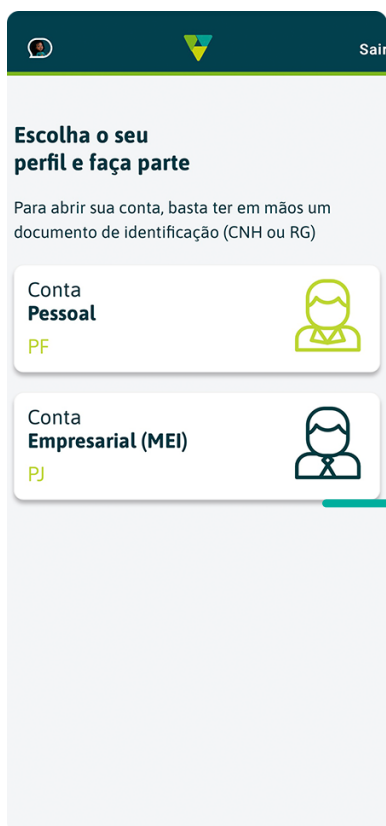 Sair
Escolha o seu
perfil e faça parte
Para abrir sua conta, basta ter em mãos um
documento de identificação (CNH ou RG)
Conta
Pessoal
PF
Conta
Empresarial (MEI)
PJ